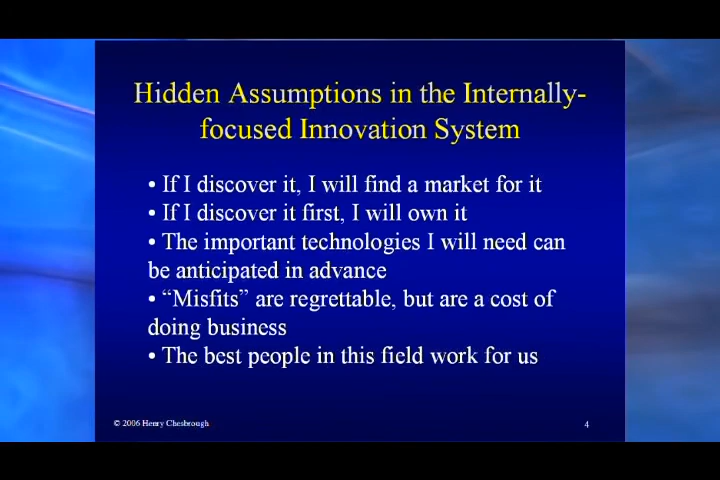 Hidden Assumptions in the Internally-
focused Innovation System
• If I discover it, I will find a market for it
• If I discover it first, I will own it
• The important technologies I will need can
be anticipated in advance
• “Misfits” are regrettable, but are a cost of
doing business
• The best people in this field work for us
© 2006 Henry Chesbrough
4